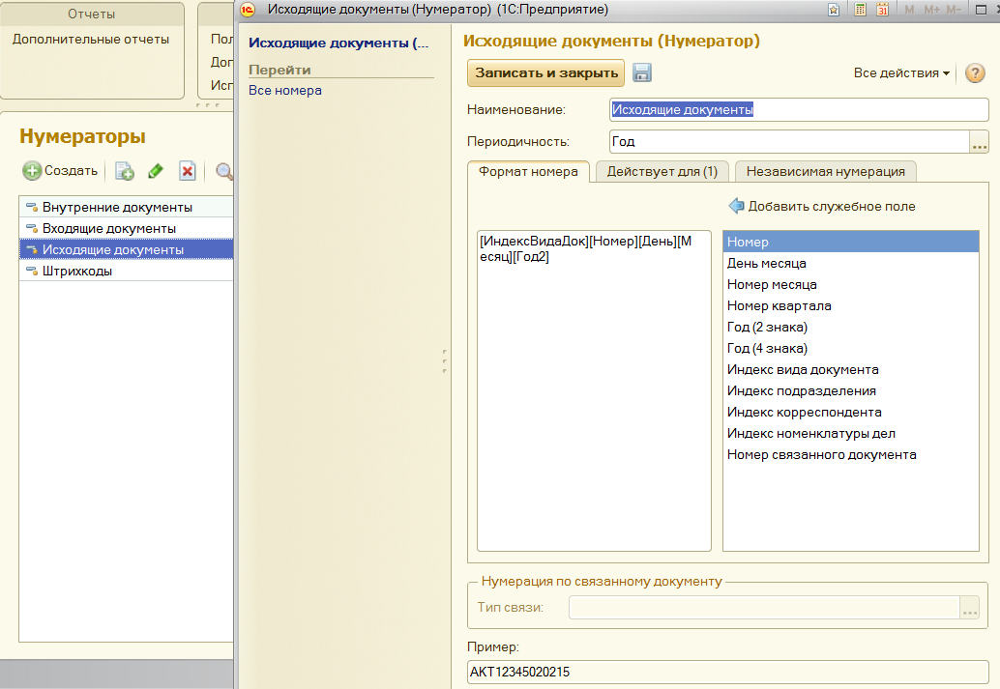 Исходящие документы (Нумератор) (1С:Предприятие)
31 M M+ M-
Отчеты
Дополнительные отчеты
Пол
Доп
Исп
Нумераторы
Создать
Внутренние документы
Входящие документы
Исходящие документы
Штрихкоды
Исходящие документы (...
Перейти
Все номера
Исходящие документы (Нумератор)
Записать и закрыть
Все действия
?
Наименование:
Исходящие документы
Периодичность:
Год
...
Формат номера
Действует для (1)
Независимая нумерация
Добавить служебное поле
[ИндексВидаДок][Номер][День][М
есяц][Год2]
Номер
День месяца
Номер месяца
Номер квартала
Год (2 знака)
Год (4 знака)
Индекс вида документа
Индекс подразделения
Индекс корреспондента
Индекс номенклатуры дел
Номер связанного документа
Нумерация по связанному документу
Тип связи:
...
Пример:
АКТ12345020215